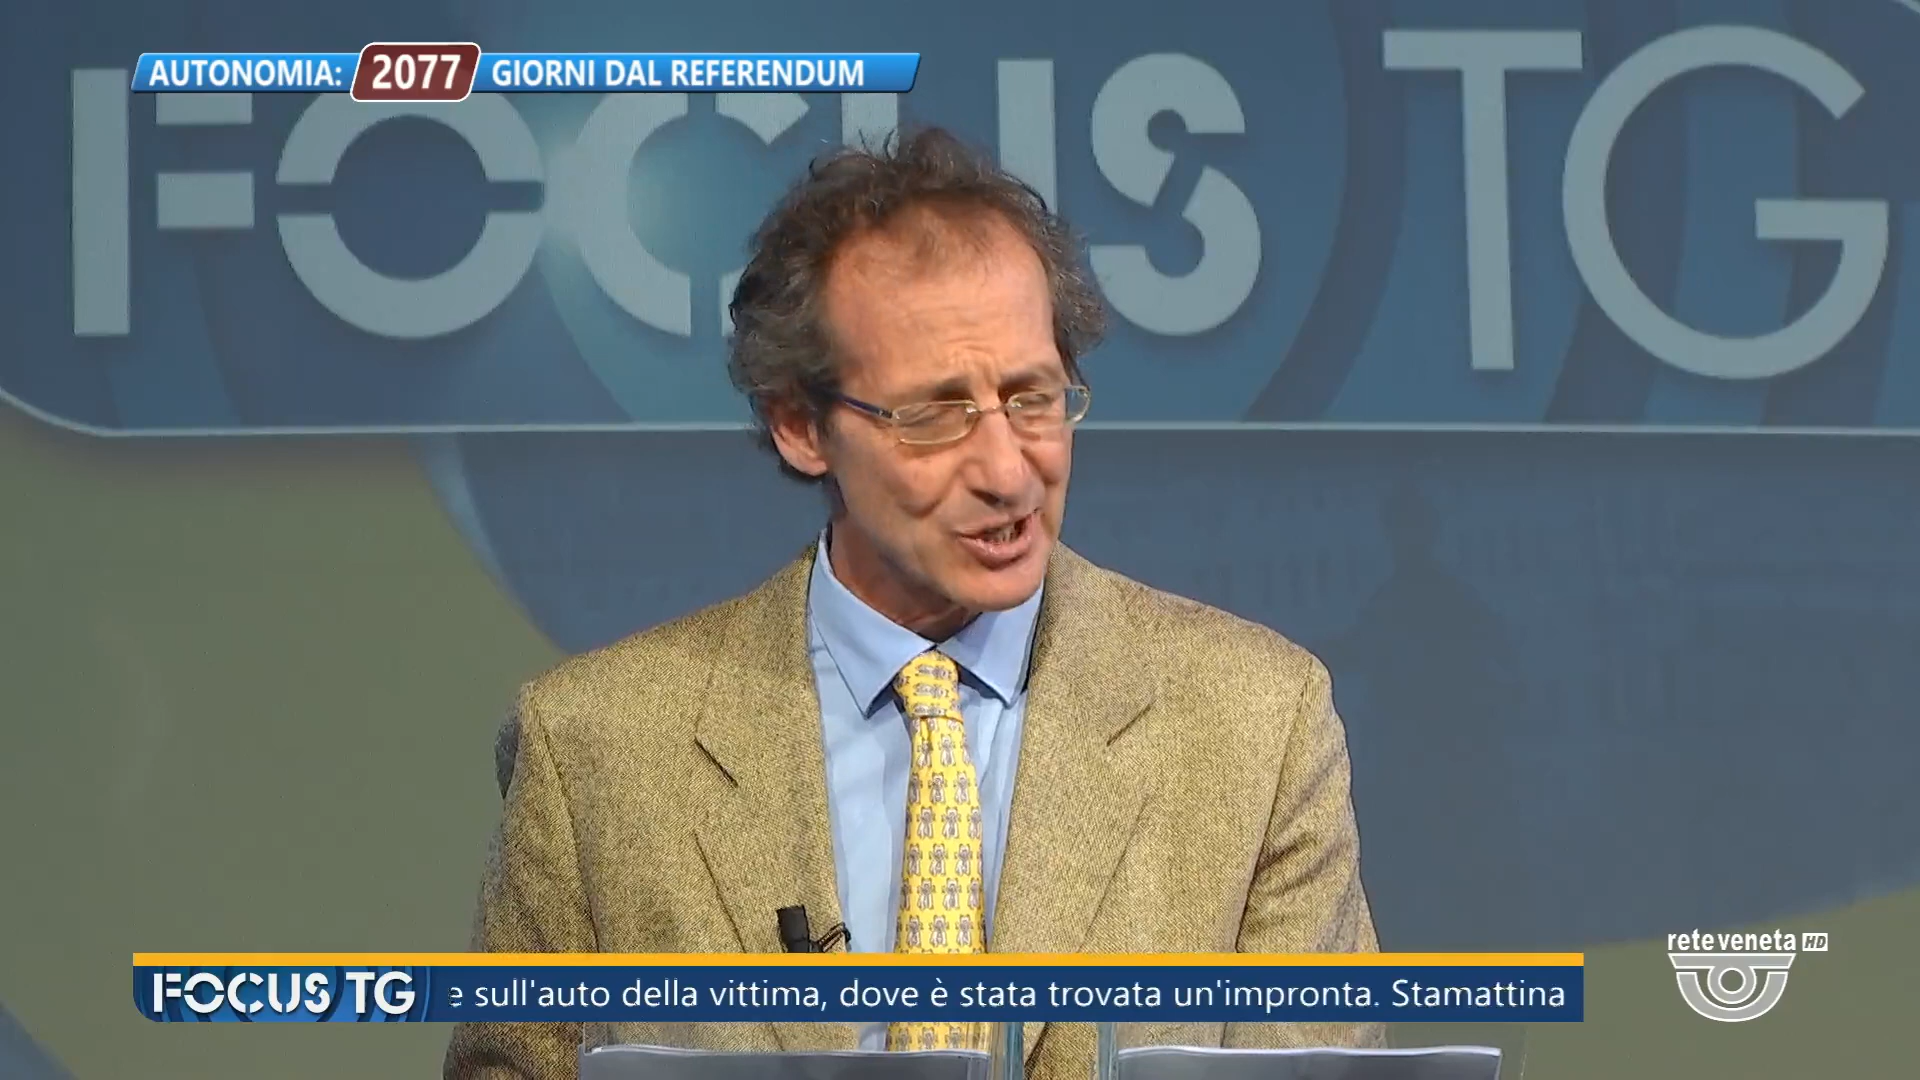 AUTONOMIA: 2077 GIORNI DAL REFERENDUM
FOCUS TG
rete veneta HD
FOCUS TG e sull'auto della vittima, dove è stata trovata un'impronta. Stamattina